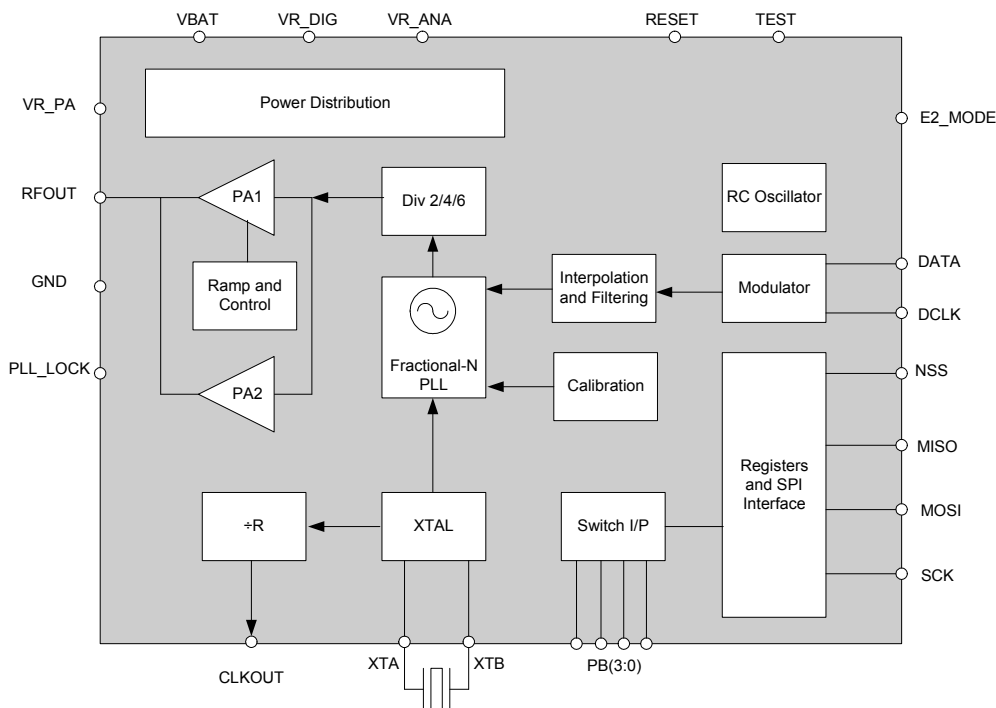 VBAT
VR_DIG
VR_ANA
RESET
TEST
VR_PA
Power Distribution
E2_MODE
RFOUT
PA1
Div 2/4/6
RC Oscillator
GND
Ramp and
Control
Interpolation
and Filtering
Modulator
DATA
DCLK
PLL_LOCK
PA2
Fractional-N
PLL
Calibration
NSS
MISO
Registers
and SPI
Interface
MOSI
÷R
XTAL
Switch I/P
SCK
CLKOUT
XTA
XTB
PB(3:0)